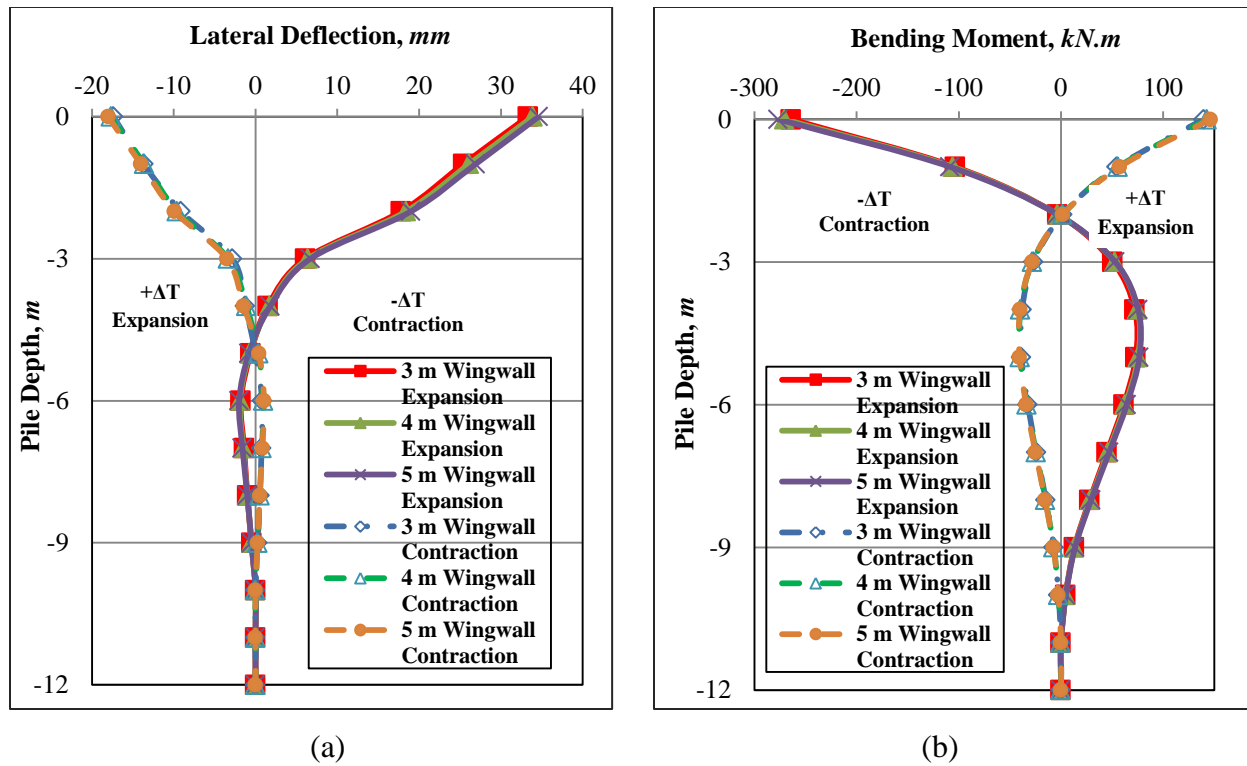 Lateral Deflection, mm
-20 -10 0 10 20 30 40
0
-3
-6
-9
-12
Pile Depth, m
+ΔT
Expansion
-ΔT
Contraction
3 m Wingwall
Expansion
4 m Wingwall
Expansion
5 m Wingwall
Expansion
3 m Wingwall
Contraction
4 m Wingwall
Contraction
5 m Wingwall
Contraction
(a)
Bending Moment, kN.m
-300 -200 -100 0 100
0
-3
-6
-9
-12
Pile Depth, m
-ΔT
Contraction
+ΔT
Expansion
3 m Wingwall
Expansion
4 m Wingwall
Expansion
5 m Wingwall
Expansion
3 m Wingwall
Contraction
4 m Wingwall
Contraction
5 m Wingwall
Contraction
(b)